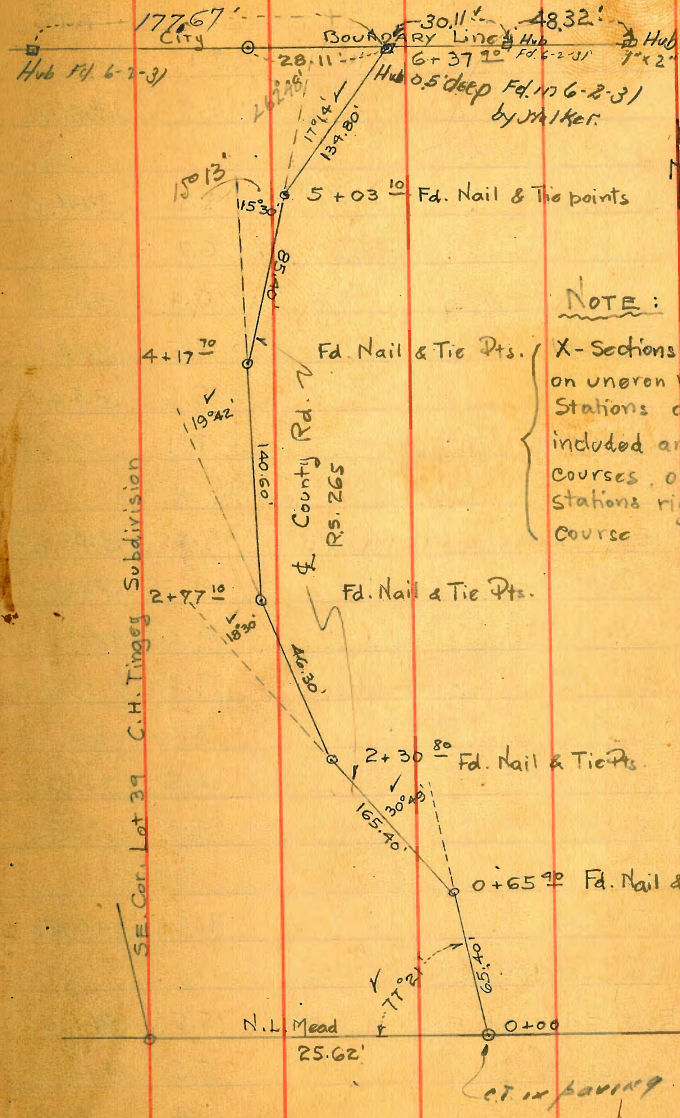 177.67'
30.11'
48.32'
City Boundary Line
Hub Fd. 6-2-31
28.11'
6+37 90
Hub
Fd. 6-2-31
Hub
1"x2"
Hub 0.5' deep Fd. in 6-2-31
by Walker.
26°48'
17°14'
134.80'
15°13'
15°30'
5+03 10 Fd. Nail & Tie points
85.40'
NOTE:
4+17 70
Fd. Nail & Tie Pts.
X-Sections
on uneven
Stations
included
courses
Stations
course
19°42'
140.60'
℄ County Rd.
R.S. 265
S.E. Cor. Lot 39 C.H. Tingey Subdivision
2+77 10
Fd. Nail & Tie Pts.
18°30'
46.30'
2+30 80
Fd. Nail & Tie Pts.
30°49'
165.40'
0+65 40 Fd. Nail &
65.40'
77°21'
N.L. Mead
0+00
25.62'
C.T. in paving